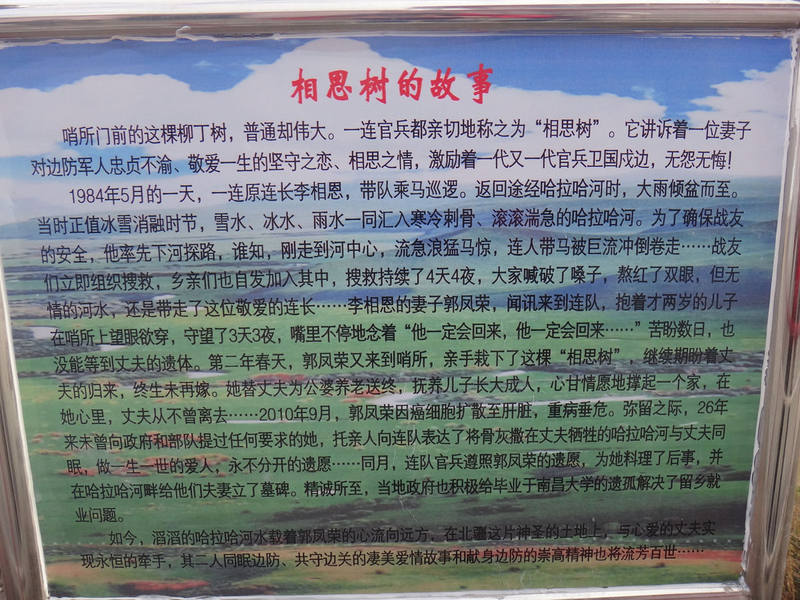 相思树的故事
哨所门前的这棵柳丁树，普通却伟大。一连官兵都亲切地称之为“相思树”。它讲诉着一位妻子
对边防军人忠贞不渝、敬爱一生的坚守之恋、相思之情，激励着一代又一代官兵卫国戍边，无怨无悔！
1984年5月的一天，一连原连长李相恩，带队乘马巡逻。返回途经哈拉哈河时，大雨倾盆而至。
当时正值冰雪消融时节，雪水、冰水、雨水一同汇入寒冷刺骨、滚滚湍急的哈拉哈河。为了确保战友
的安全，他率先下河探路，谁知，刚走到河中心，流急浪猛马惊，连人带马被巨流冲倒卷走……战友
们立即组织搜救，乡亲们也自发加入其中，搜救持续了4天4夜，大家喊破了嗓子，熬红了双眼，但无
情的河水，还是带走了这位敬爱的连长……李相恩的妻子郭凤荣，闻讯来到连队，抱着才两岁的儿子
在哨所上望眼欲穿，守望了3天3夜，嘴里不停地念着“他一定会回来，他一定会回来……”苦盼数日，也
没能等到丈夫的遗体。第二年春天，郭凤荣又来到哨所，亲手栽下了这棵“相思树”，继续期盼着丈
夫的归来，终生未再嫁。她替丈夫为公婆养老送终，抚养儿子长大成人，心甘情愿地撑起一个家，在
她心里，丈夫从不曾离去……2010年9月，郭凤荣因癌细胞扩散至肝脏，重病垂危。弥留之际，26年
来未曾向政府和部队提过任何要求的她，托亲人向连队表达了将骨灰撒在丈夫牺牲的哈拉哈河与丈夫同
眠，做一生一世的爱人，永不分开的遗愿……同月，连队官兵遵照郭凤荣的遗愿，为她料理了后事，并
在哈拉哈河畔给他们夫妻立了墓碑。精诚所至，当地政府也积极给毕业于南昌大学的遗孤解决了留乡就
业问题。
如今，滔滔的哈拉哈河水载着郭凤荣的心流向远方，在北疆这片神圣的土地上，与心爱的丈夫实
现永恒的牵手，其二人同眠边防、共守边关的凄美爱情故事和献身边防的崇高精神也将流芳百世……